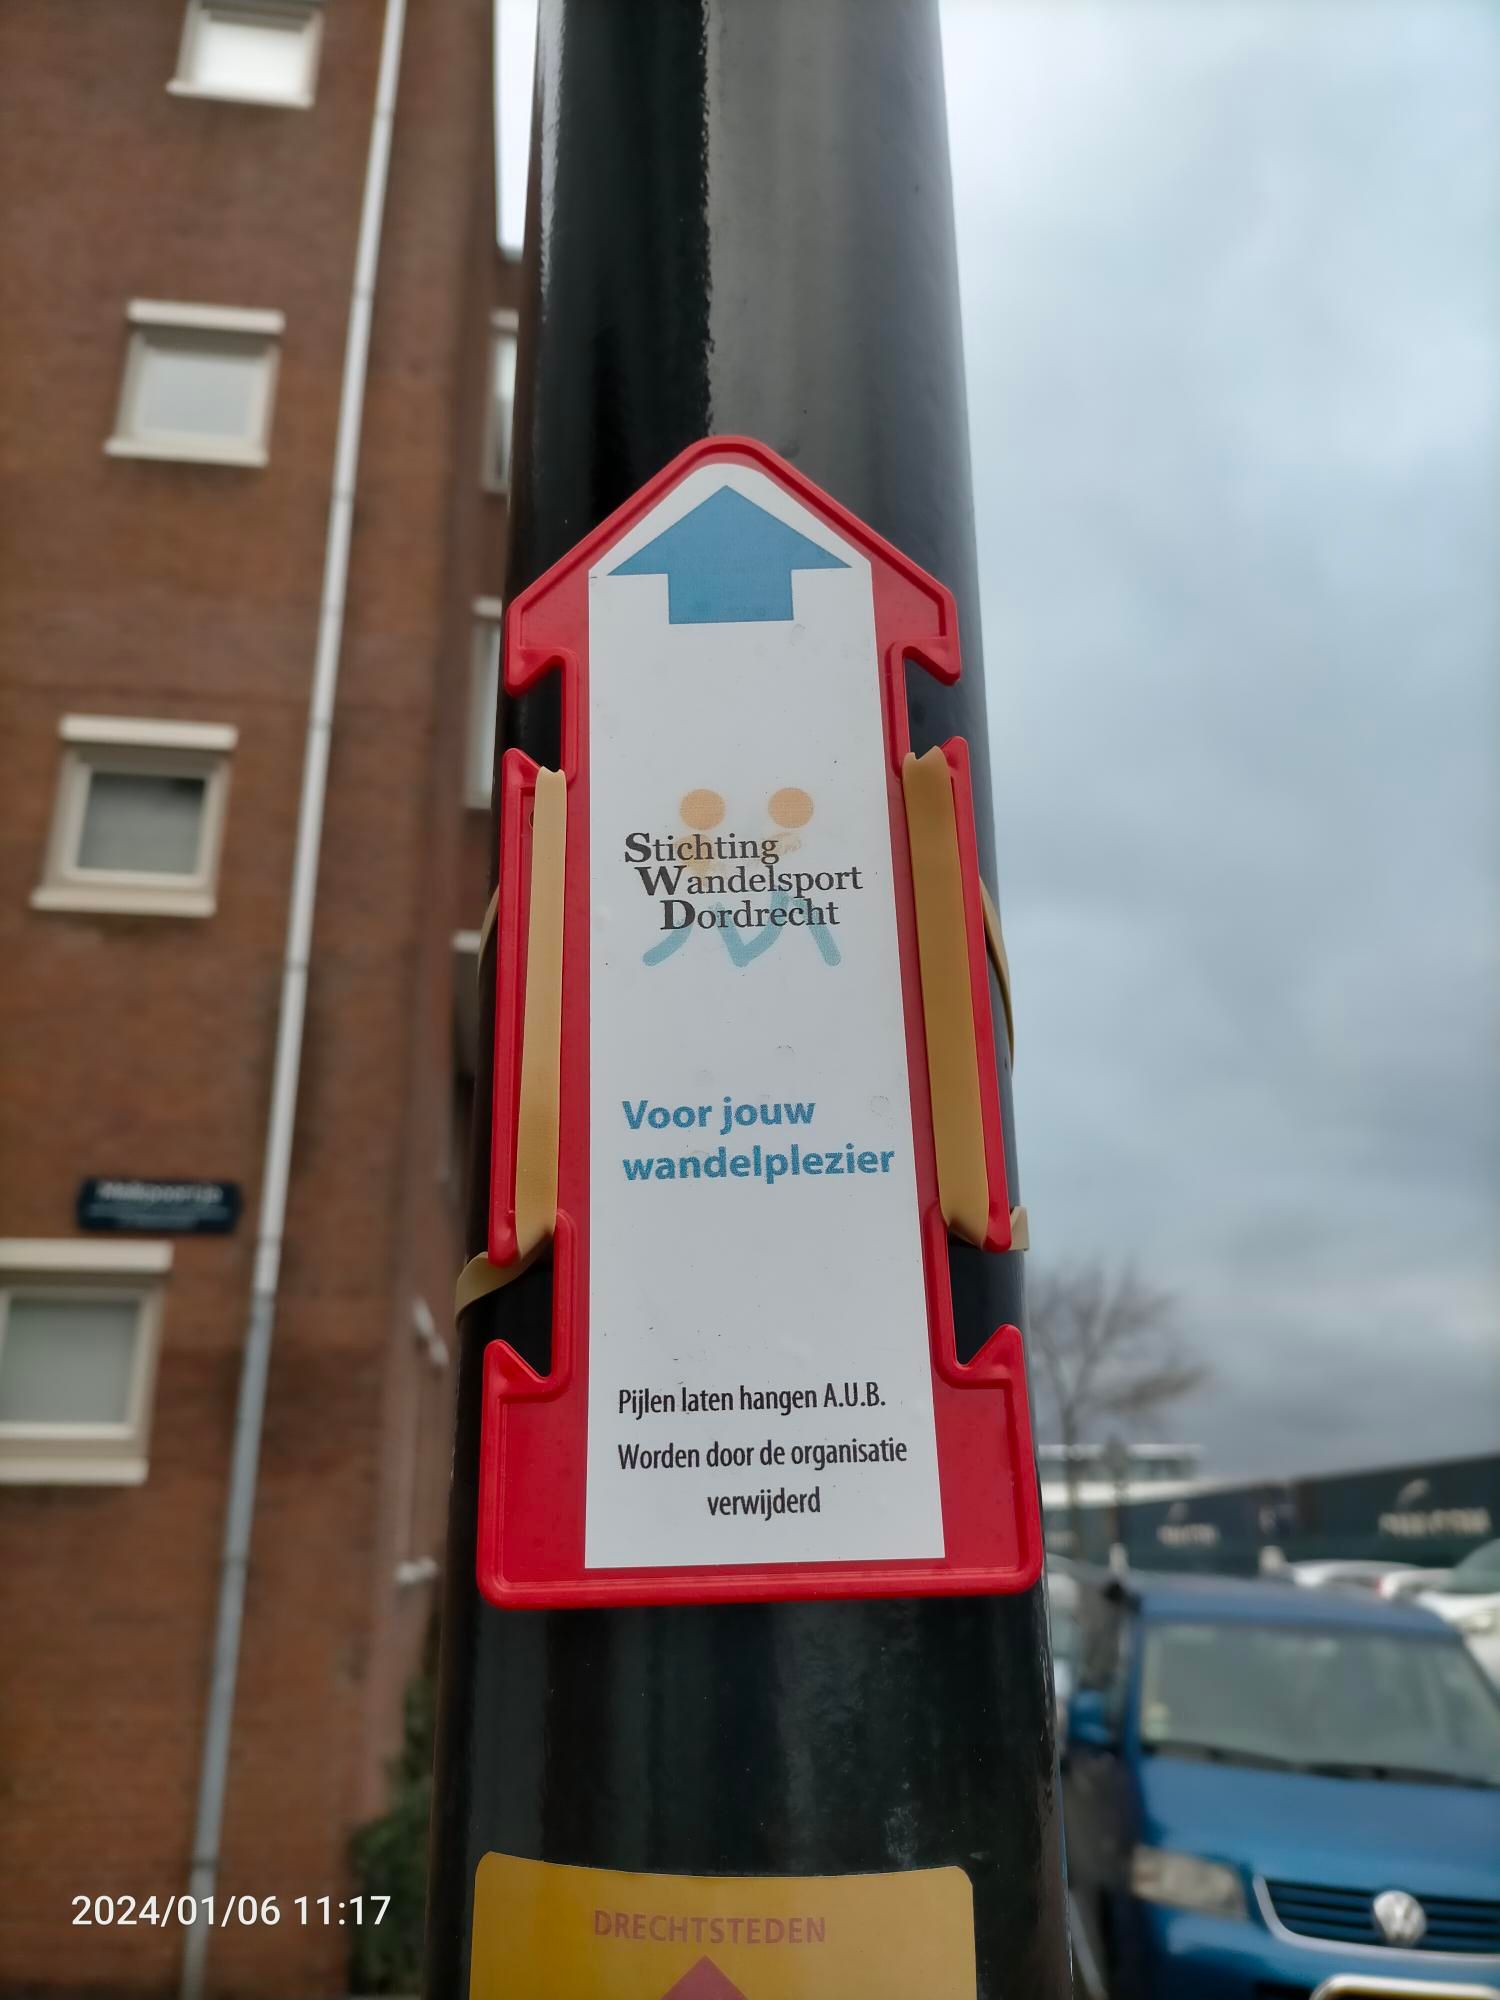 Stichting
Wandelsport
Dordrecht
Voor jouw
wandelplezier
Pijlen laten hangen A.U.B.
Worden door de organisatie
verwijderd
DRECHTSTEDEN
2024/01/06 11:17